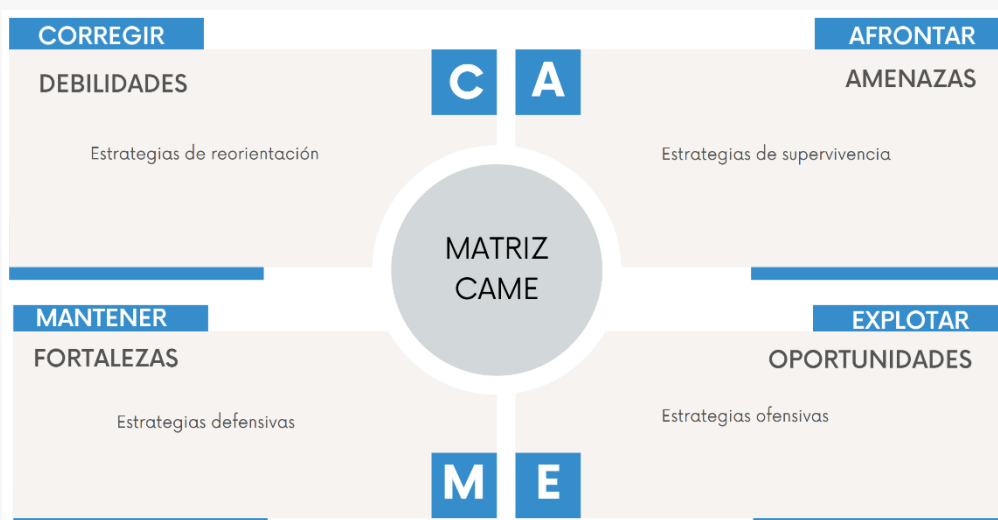 CORREGIR
DEBILIDADES
C
Estrategias de reorientación
AFRONTAR
A
AMENAZAS
Estrategias de supervivencia
MATRIZ
CAME
MANTENER
FORTALEZAS
Estrategias defensivas
M
EXPLOTAR
OPORTUNIDADES
Estrategias ofensivas
E